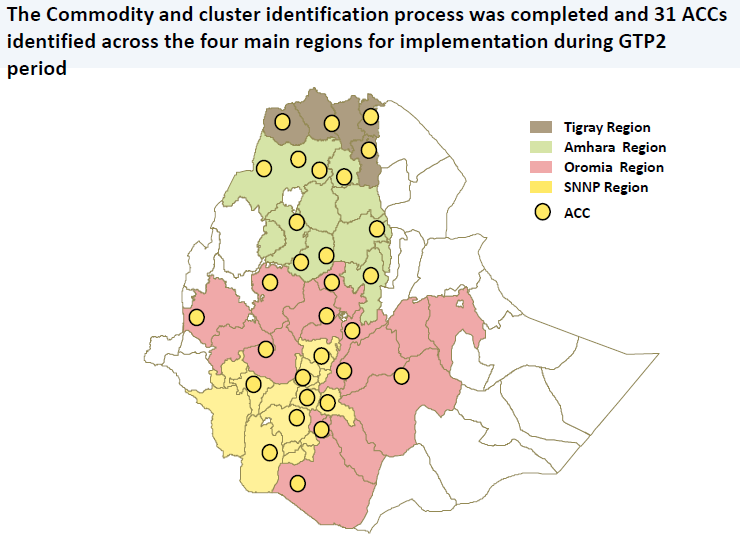 The Commodity and cluster identification process was completed and 31 ACCs
identified across the four main regions for implementation during GTP2
period
Tigray Region
Amhara Region
Oromia Region
SNNP Region
ACC